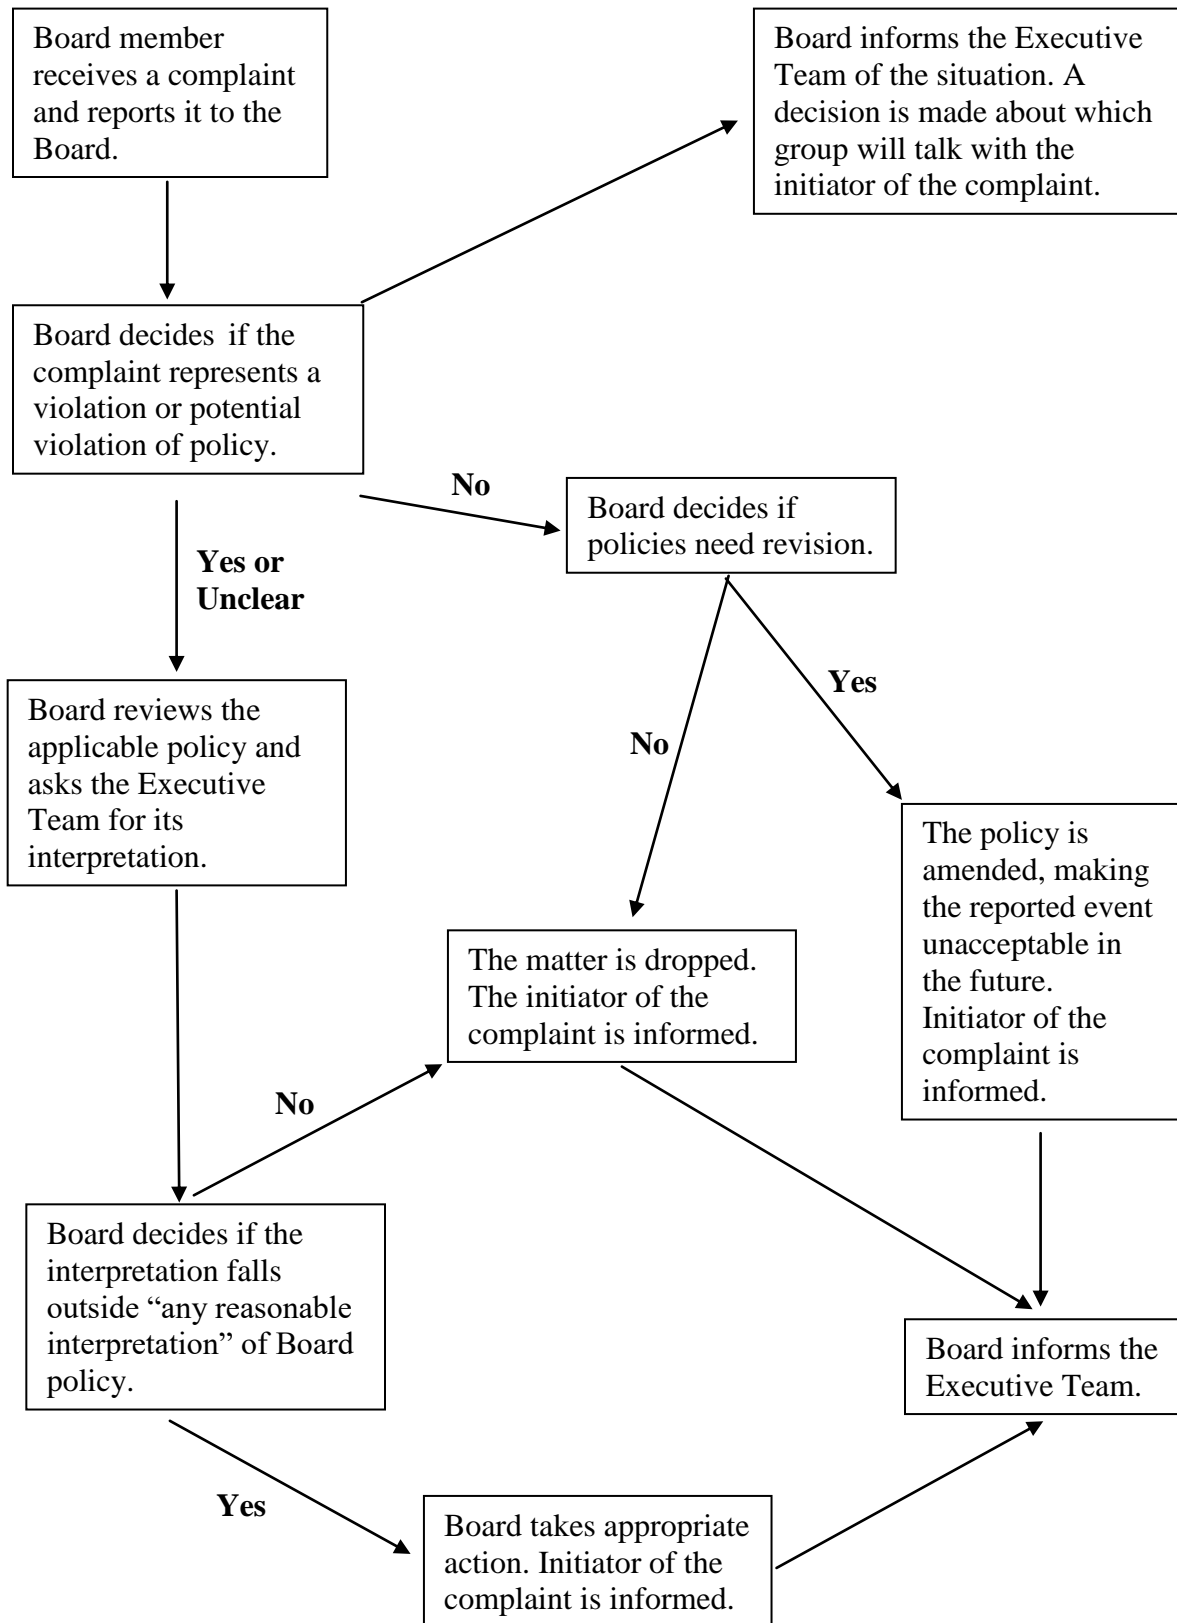 Board member
receives a complaint
and reports it to the
Board.
Board informs the Executive
Team of the situation. A
decision is made about which
group will talk with the
initiator of the complaint.
Board decides if the
complaint represents a
violation or potential
violation of policy.
No
Board decides if
policies need revision.
Yes or
Unclear
Board reviews the
applicable policy and
asks the Executive
Team for its
interpretation.
Yes
No
The policy is
amended, making
the reported event
unacceptable in
the future.
Initiator of the
complaint is
informed.
The matter is dropped.
The initiator of the
complaint is informed.
No
Board decides if the
interpretation falls
outside “any reasonable
interpretation” of Board
policy.
Board informs the
Executive Team.
Yes
Board takes appropriate
action. Initiator of the
complaint is informed.